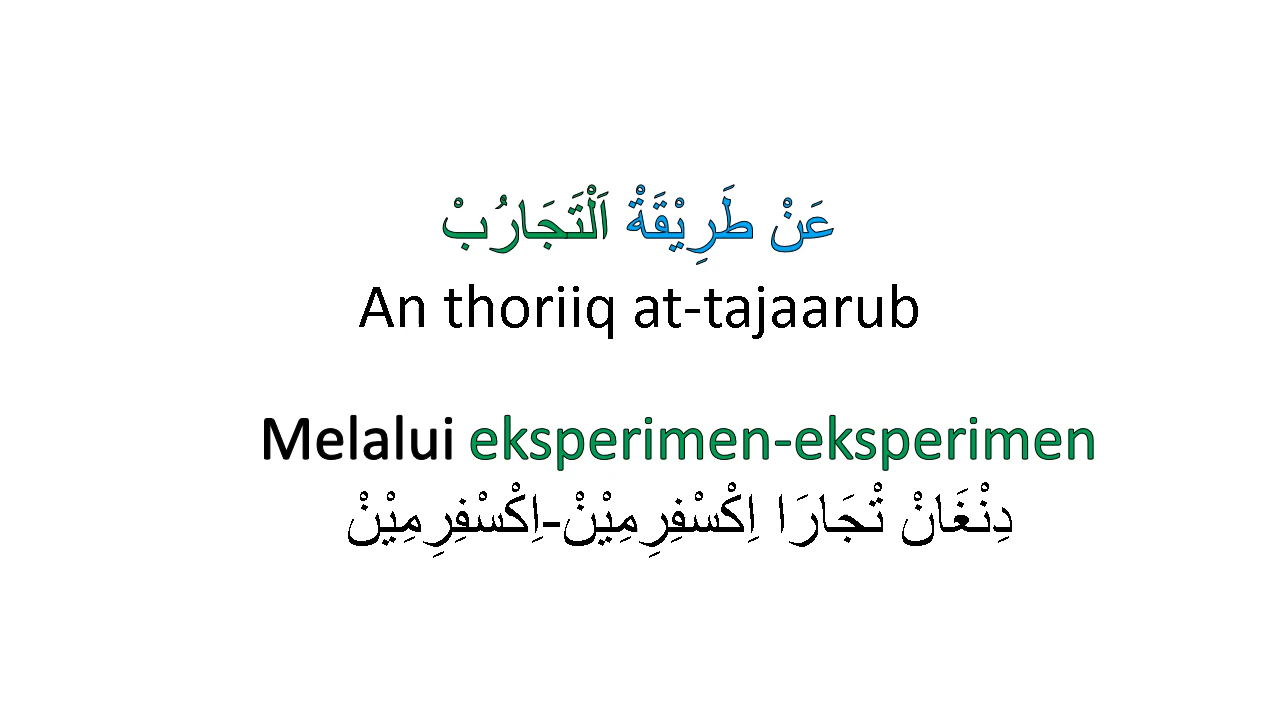 عَنْ طَرِيْقَةْ اَلْتَجَارُبْ
An thoriiq at-tajaarub
Melalui eksperimen-eksperimen
دِنْغَانْ تْجَارَا اِكْسْفِرِمِيْنْ-اِكْسْفِرِمِيْنْ